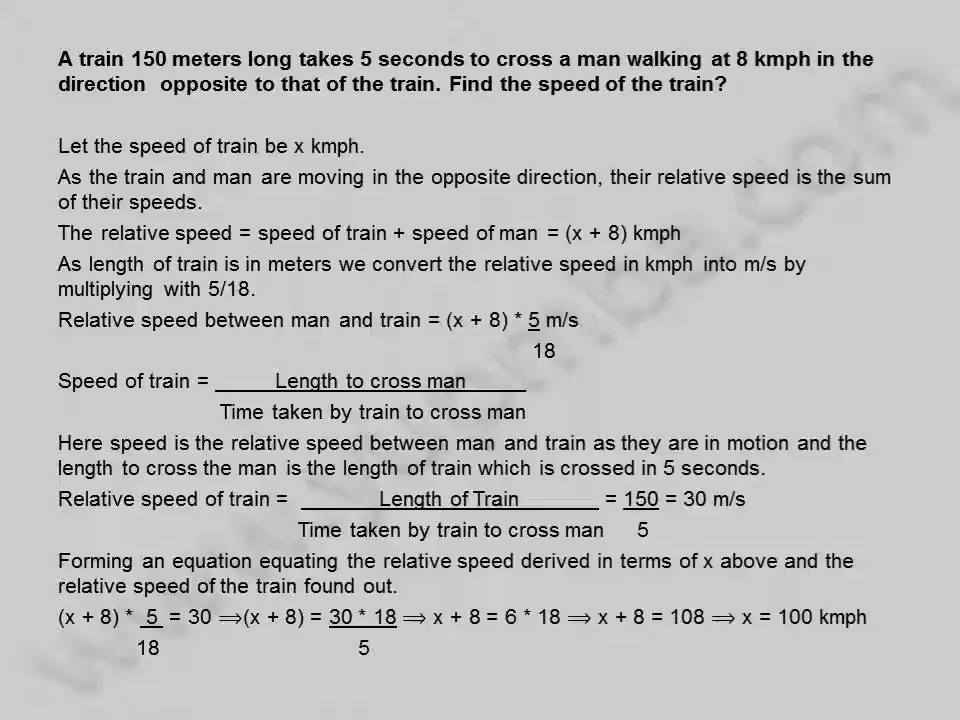 A train 150 meters long takes 5 seconds to cross a man walking at 8 kmph in the
direction opposite to that of the train. Find the speed of the train?
Let the speed of train be x kmph.
As the train and man are moving in the opposite direction, their relative speed is the sum
of their speeds.
The relative speed = speed of train + speed of man = (x + 8) kmph
As length of train is in meters we convert the relative speed in kmph into m/s by
multiplying with 5/18.
Relative speed between man and train = (x + 8) * 5 m/s
18
Speed of train = Length to cross man
Time taken by train to cross man
Here speed is the relative speed between man and train as they are in motion and the
length to cross the man is the length of train which is crossed in 5 seconds.
Relative speed of train = Length of Train = 150 = 30 m/s
Time taken by train to cross man 5
Forming an equation equating the relative speed derived in terms of x above and the
relative speed of the train found out.
(x + 8) * 5 = 30 ⟹(x + 8) = 30 * 18 ⟹ x + 8 = 6 * 18 ⟹ x + 8 = 108 ⟹ x = 100 kmph
18 5